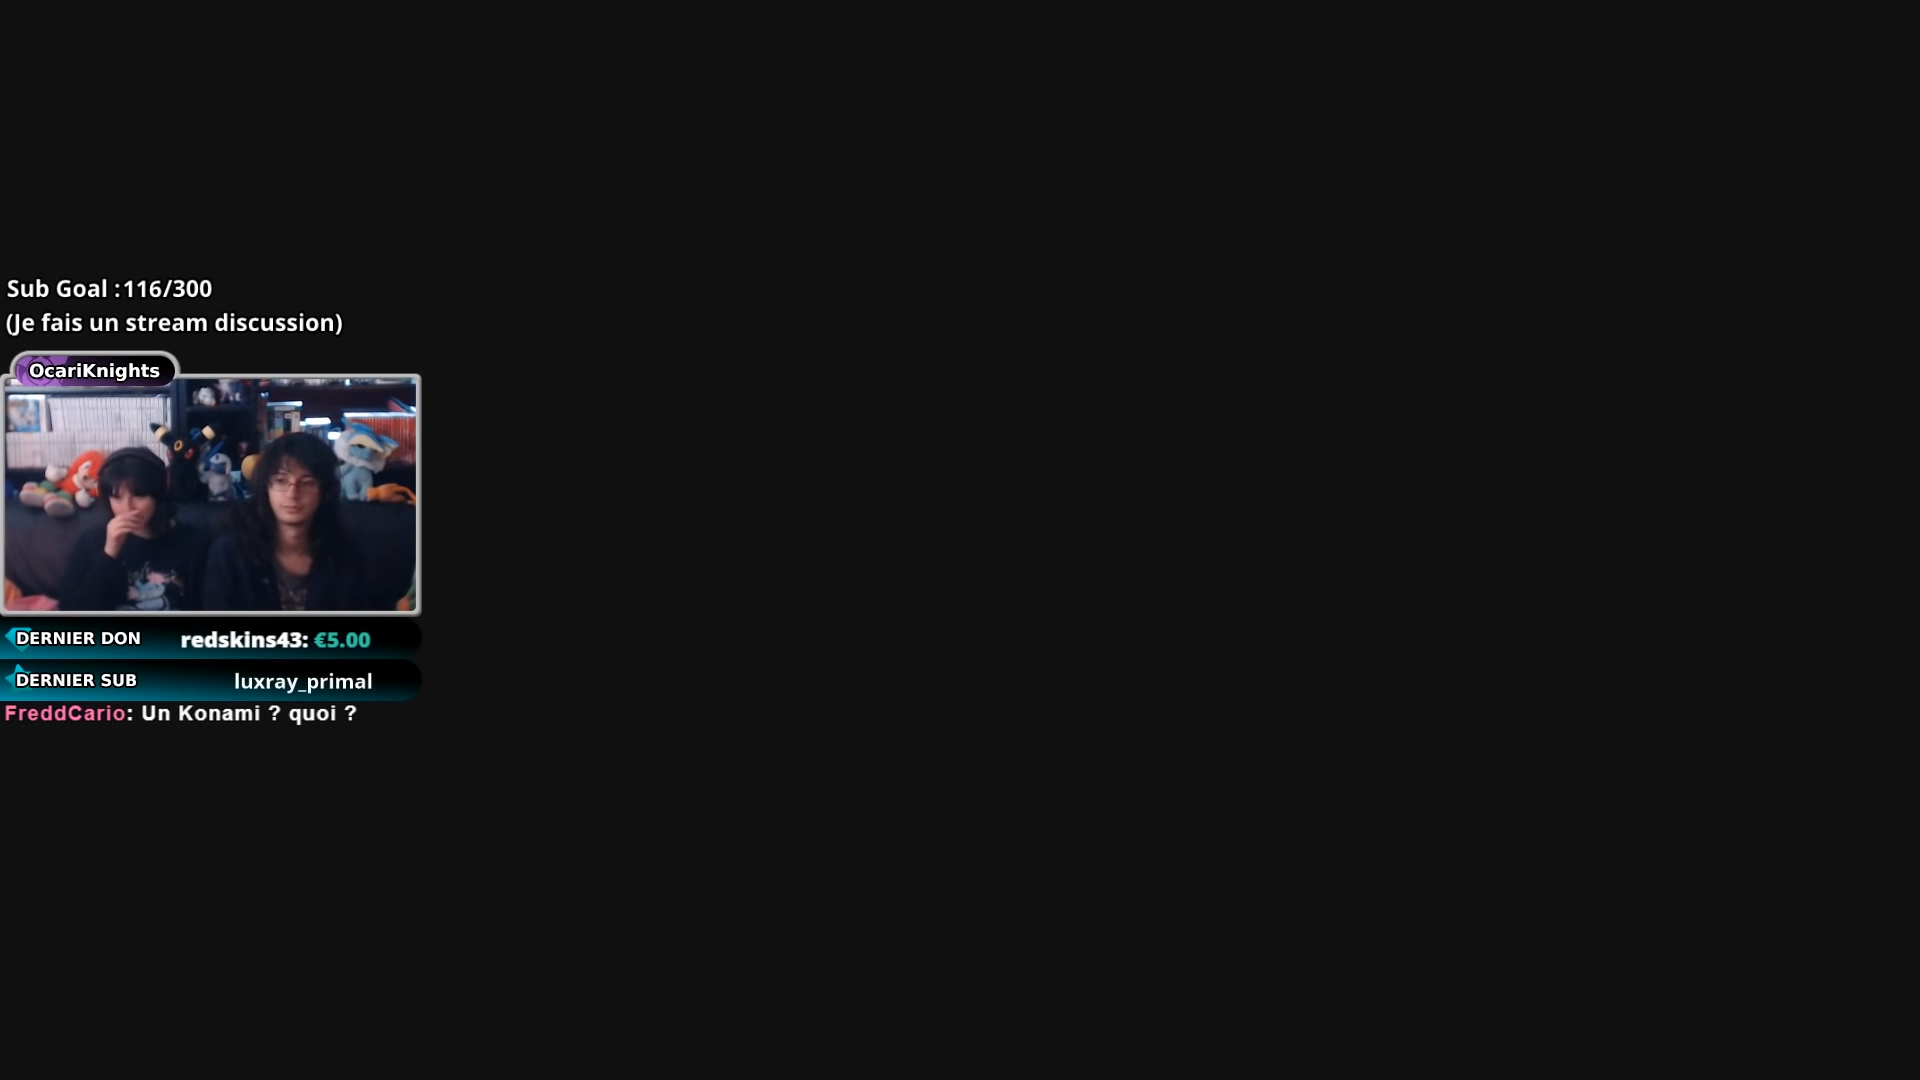 Sub Goal :116/300
(Je fais un stream discussion)
OcariKnights
DERNIER DON redskins43: €5.00
DERNIER SUB luxray_primal
FreddCario: Un Konami ? quoi ?